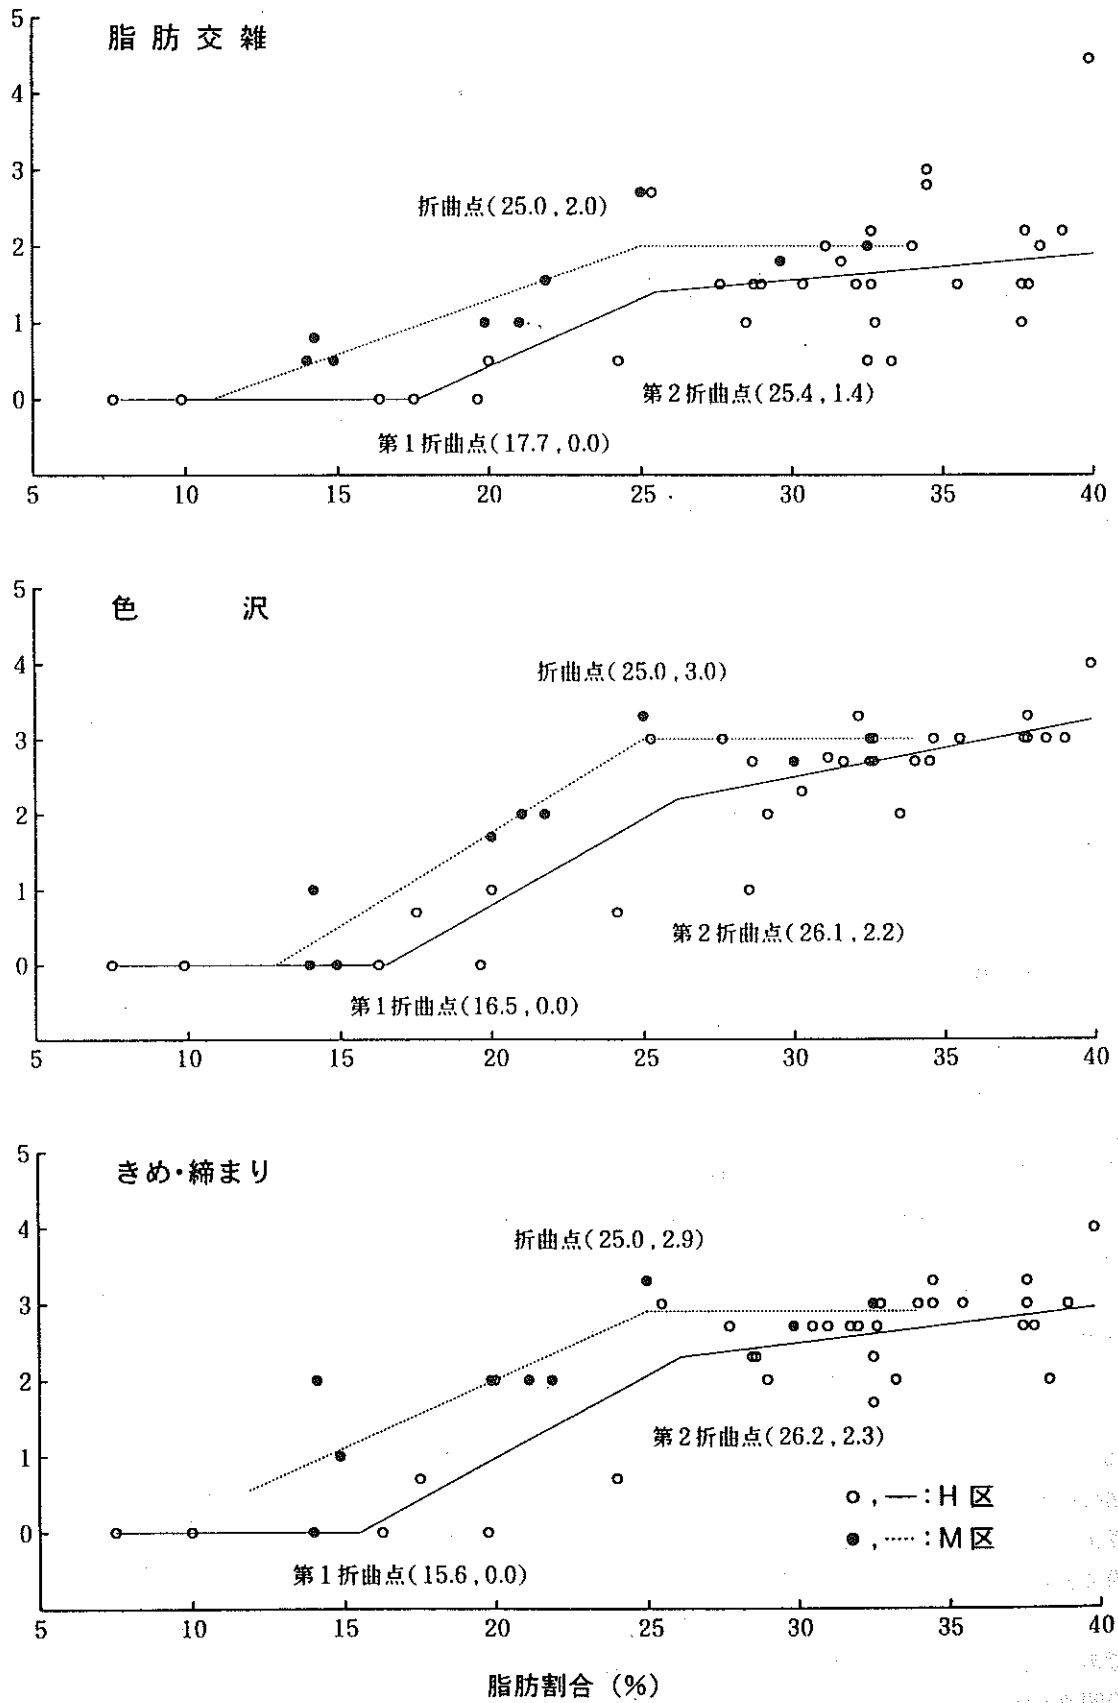 脂肪交雑
5
4
3
2
1
0
折曲点(25.0,2.0)
第2折曲点(25.4,1.4)
第1折曲点(17.7,0.0)
5 10 15 20 25 30 35 40
色沢
5
4
3
2
1
0
折曲点(25.0,3.0)
第2折曲点(26.1,2.2)
第1折曲点(16.5,0.0)
5 10 15 20 25 30 35 40
きめ・締まり
5
4
3
2
1
0
折曲点(25.0,2.9)
第2折曲点(26.2,2.3)
○,—:H区
●,……:M区
第1折曲点(15.6,0.0)
5 10 15 20 25 30 35 40
脂肪割合(%)